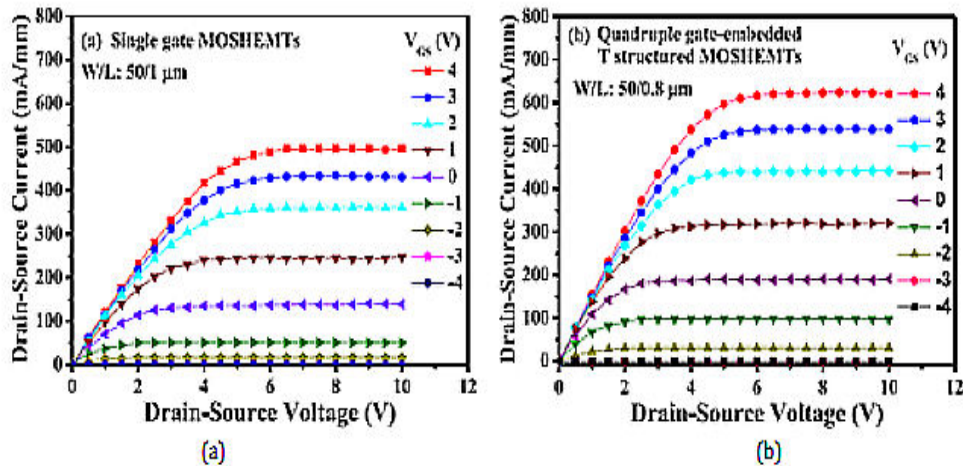 (a) Single gate MOSHEMTs
W/L: 50/1 μm
V_GS (V)
4
3
2
1
0
-1
-2
-3
-4
Drain-Source Current (mA/mm)
800
700
600
500
400
300
200
100
0
0 2 4 6 8 10 12
Drain-Source Voltage (V)
(a)
(b) Quadruple gate-embedded
T structured MOSHEMTs
W/L: 50/0.8 μm
V_GS (V)
4
3
2
1
0
-1
-2
-3
-4
Drain-Source Current (mA/mm)
800
700
600
500
400
300
200
100
0
0 2 4 6 8 10 12
Drain-Source Voltage (V)
(b)